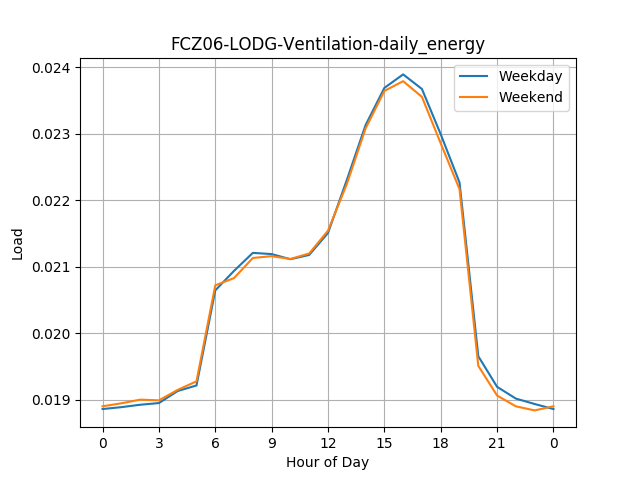 FCZ06-LODG-Ventilation-daily_energy
Weekday
Weekend
0.024
0.023
0.022
0.021
0.020
0.019
Load
0 3 6 9 12 15 18 21 0
Hour of Day